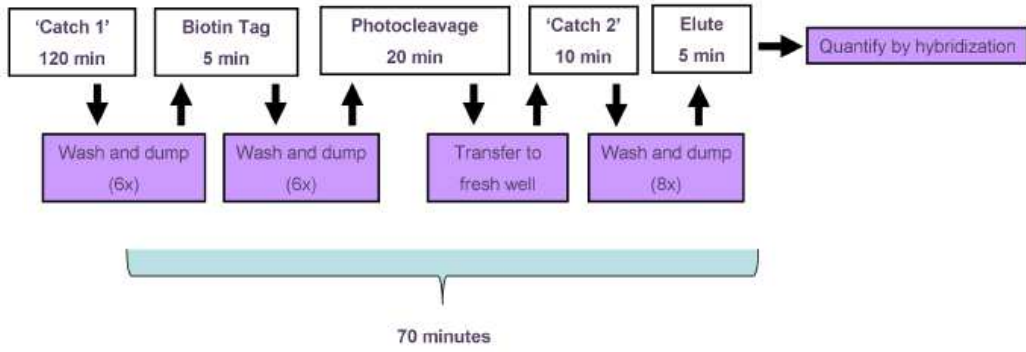 ‘Catch 1’
120 min
Biotin Tag
5 min
Photocleavage
20 min
‘Catch 2’
10 min
Elute
5 min
Quantify by hybridization
Wash and dump
(6x)
Wash and dump
(6x)
Transfer to
fresh well
Wash and dump
(8x)
70 minutes